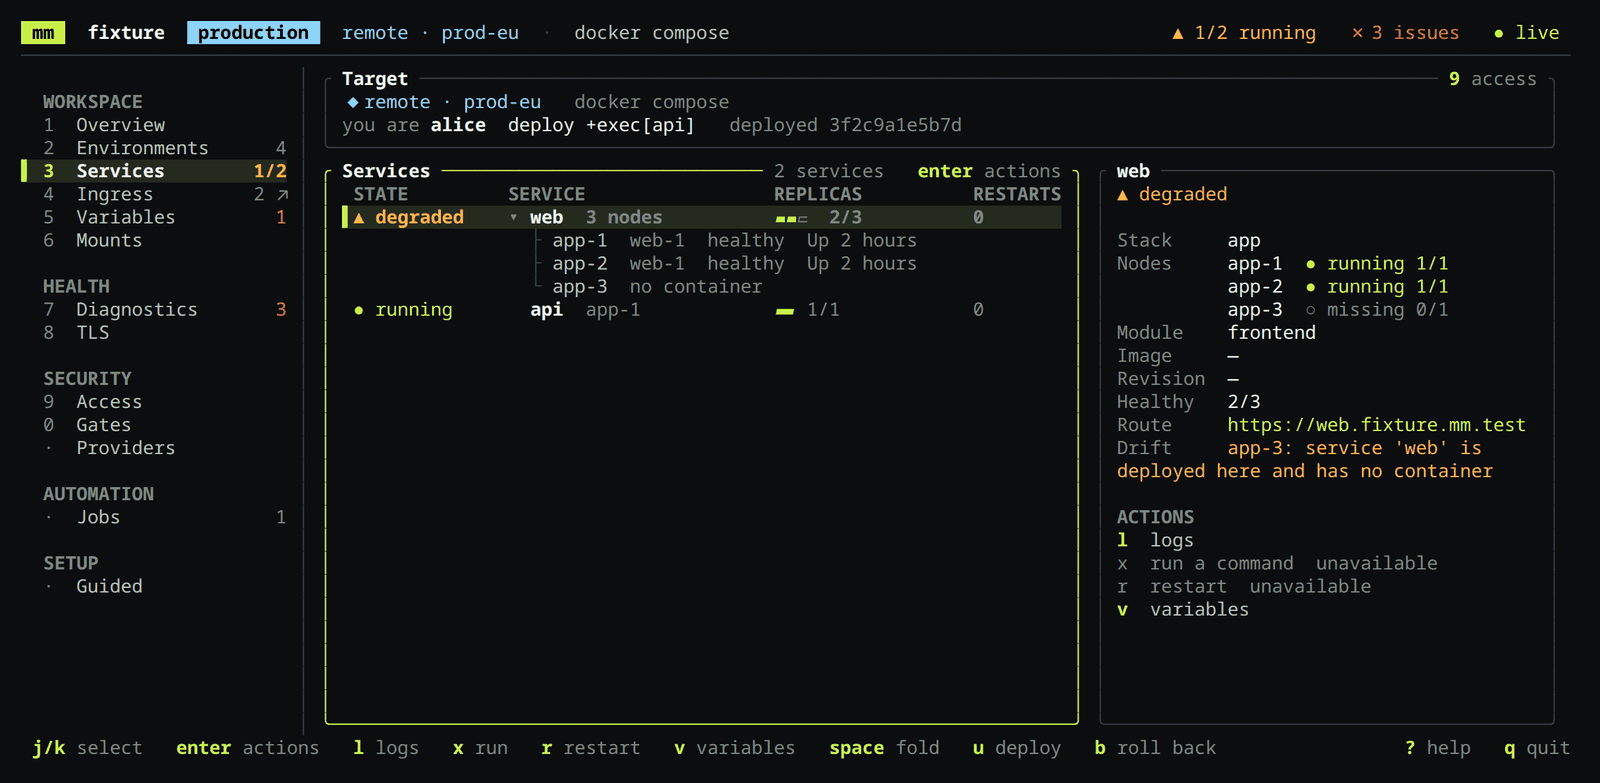 mm fixture production remote · prod-eu · docker compose ▲ 1/2 running × 3 issues ● live
WORKSPACE
1 Overview
2 Environments 4
3 Services 1/2
4 Ingress 2 ↗
5 Variables 1
6 Mounts
HEALTH
7 Diagnostics 3
8 TLS
SECURITY
9 Access
0 Gates
· Providers
AUTOMATION
· Jobs 1
SETUP
· Guided
Target 9 access
◆ remote · prod-eu docker compose
you are alice deploy +exec[api] deployed 3f2c9a1e5b7d
Services 2 services enter actions
STATE SERVICE REPLICAS RESTARTS
▲ degraded ▾ web 3 nodes 2/3 0
app-1 web-1 healthy Up 2 hours
app-2 web-1 healthy Up 2 hours
app-3 no container
● running api app-1 1/1 0
web
▲ degraded
Stack app
Nodes app-1 ● running 1/1
app-2 ● running 1/1
app-3 ○ missing 0/1
Module frontend
Image —
Revision —
Healthy 2/3
Route https://web.fixture.mm.test
Drift app-3: service 'web' is
deployed here and has no container
ACTIONS
l logs
x run a command unavailable
r restart unavailable
v variables
j/k select enter actions l logs x run r restart v variables space fold u deploy b roll back ? help q quit